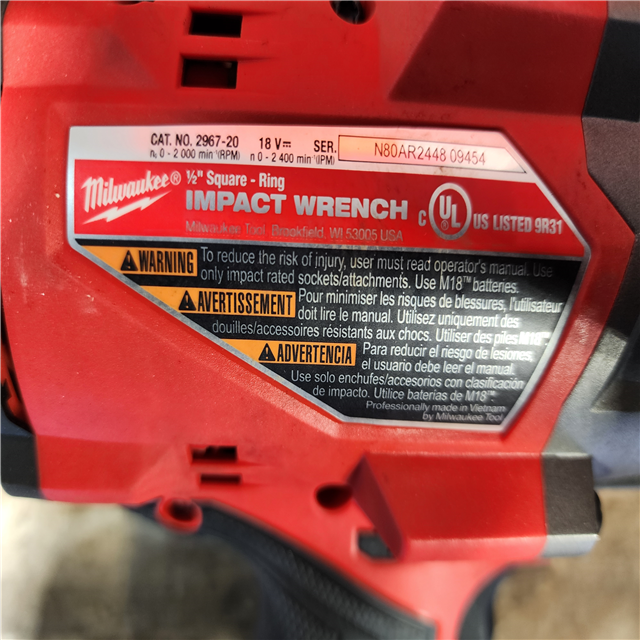 CAT. NO. 2967-20 18 V⎓ SER. N80AR2448 09454
n₀ 0 - 2 000 min⁻¹(RPM) n 0 - 2 400 min⁻¹(IPM)
Milwaukee® ½" Square - Ring
IMPACT WRENCH C UL® US LISTED 9R31
Milwaukee Tool, Brookfield, WI 53005 USA
⚠WARNING To reduce the risk of injury, user must read operator's manual. Use
only impact rated sockets/attachments. Use M18™ batteries.
⚠AVERTISSEMENT Pour minimiser les risques de blessures, l'utilisateur
doit lire le manuel. Utilisez uniquement des
douilles/accessoires résistants aux chocs. Utiliser des piles M18™.
⚠ADVERTENCIA Para reducir el riesgo de lesiones,
el usuario debe leer el manual.
Use solo enchufes/accesorios con clasificación
de impacto. Utilice baterías de M18™.
Professionally made in Vietnam
by Milwaukee Tool